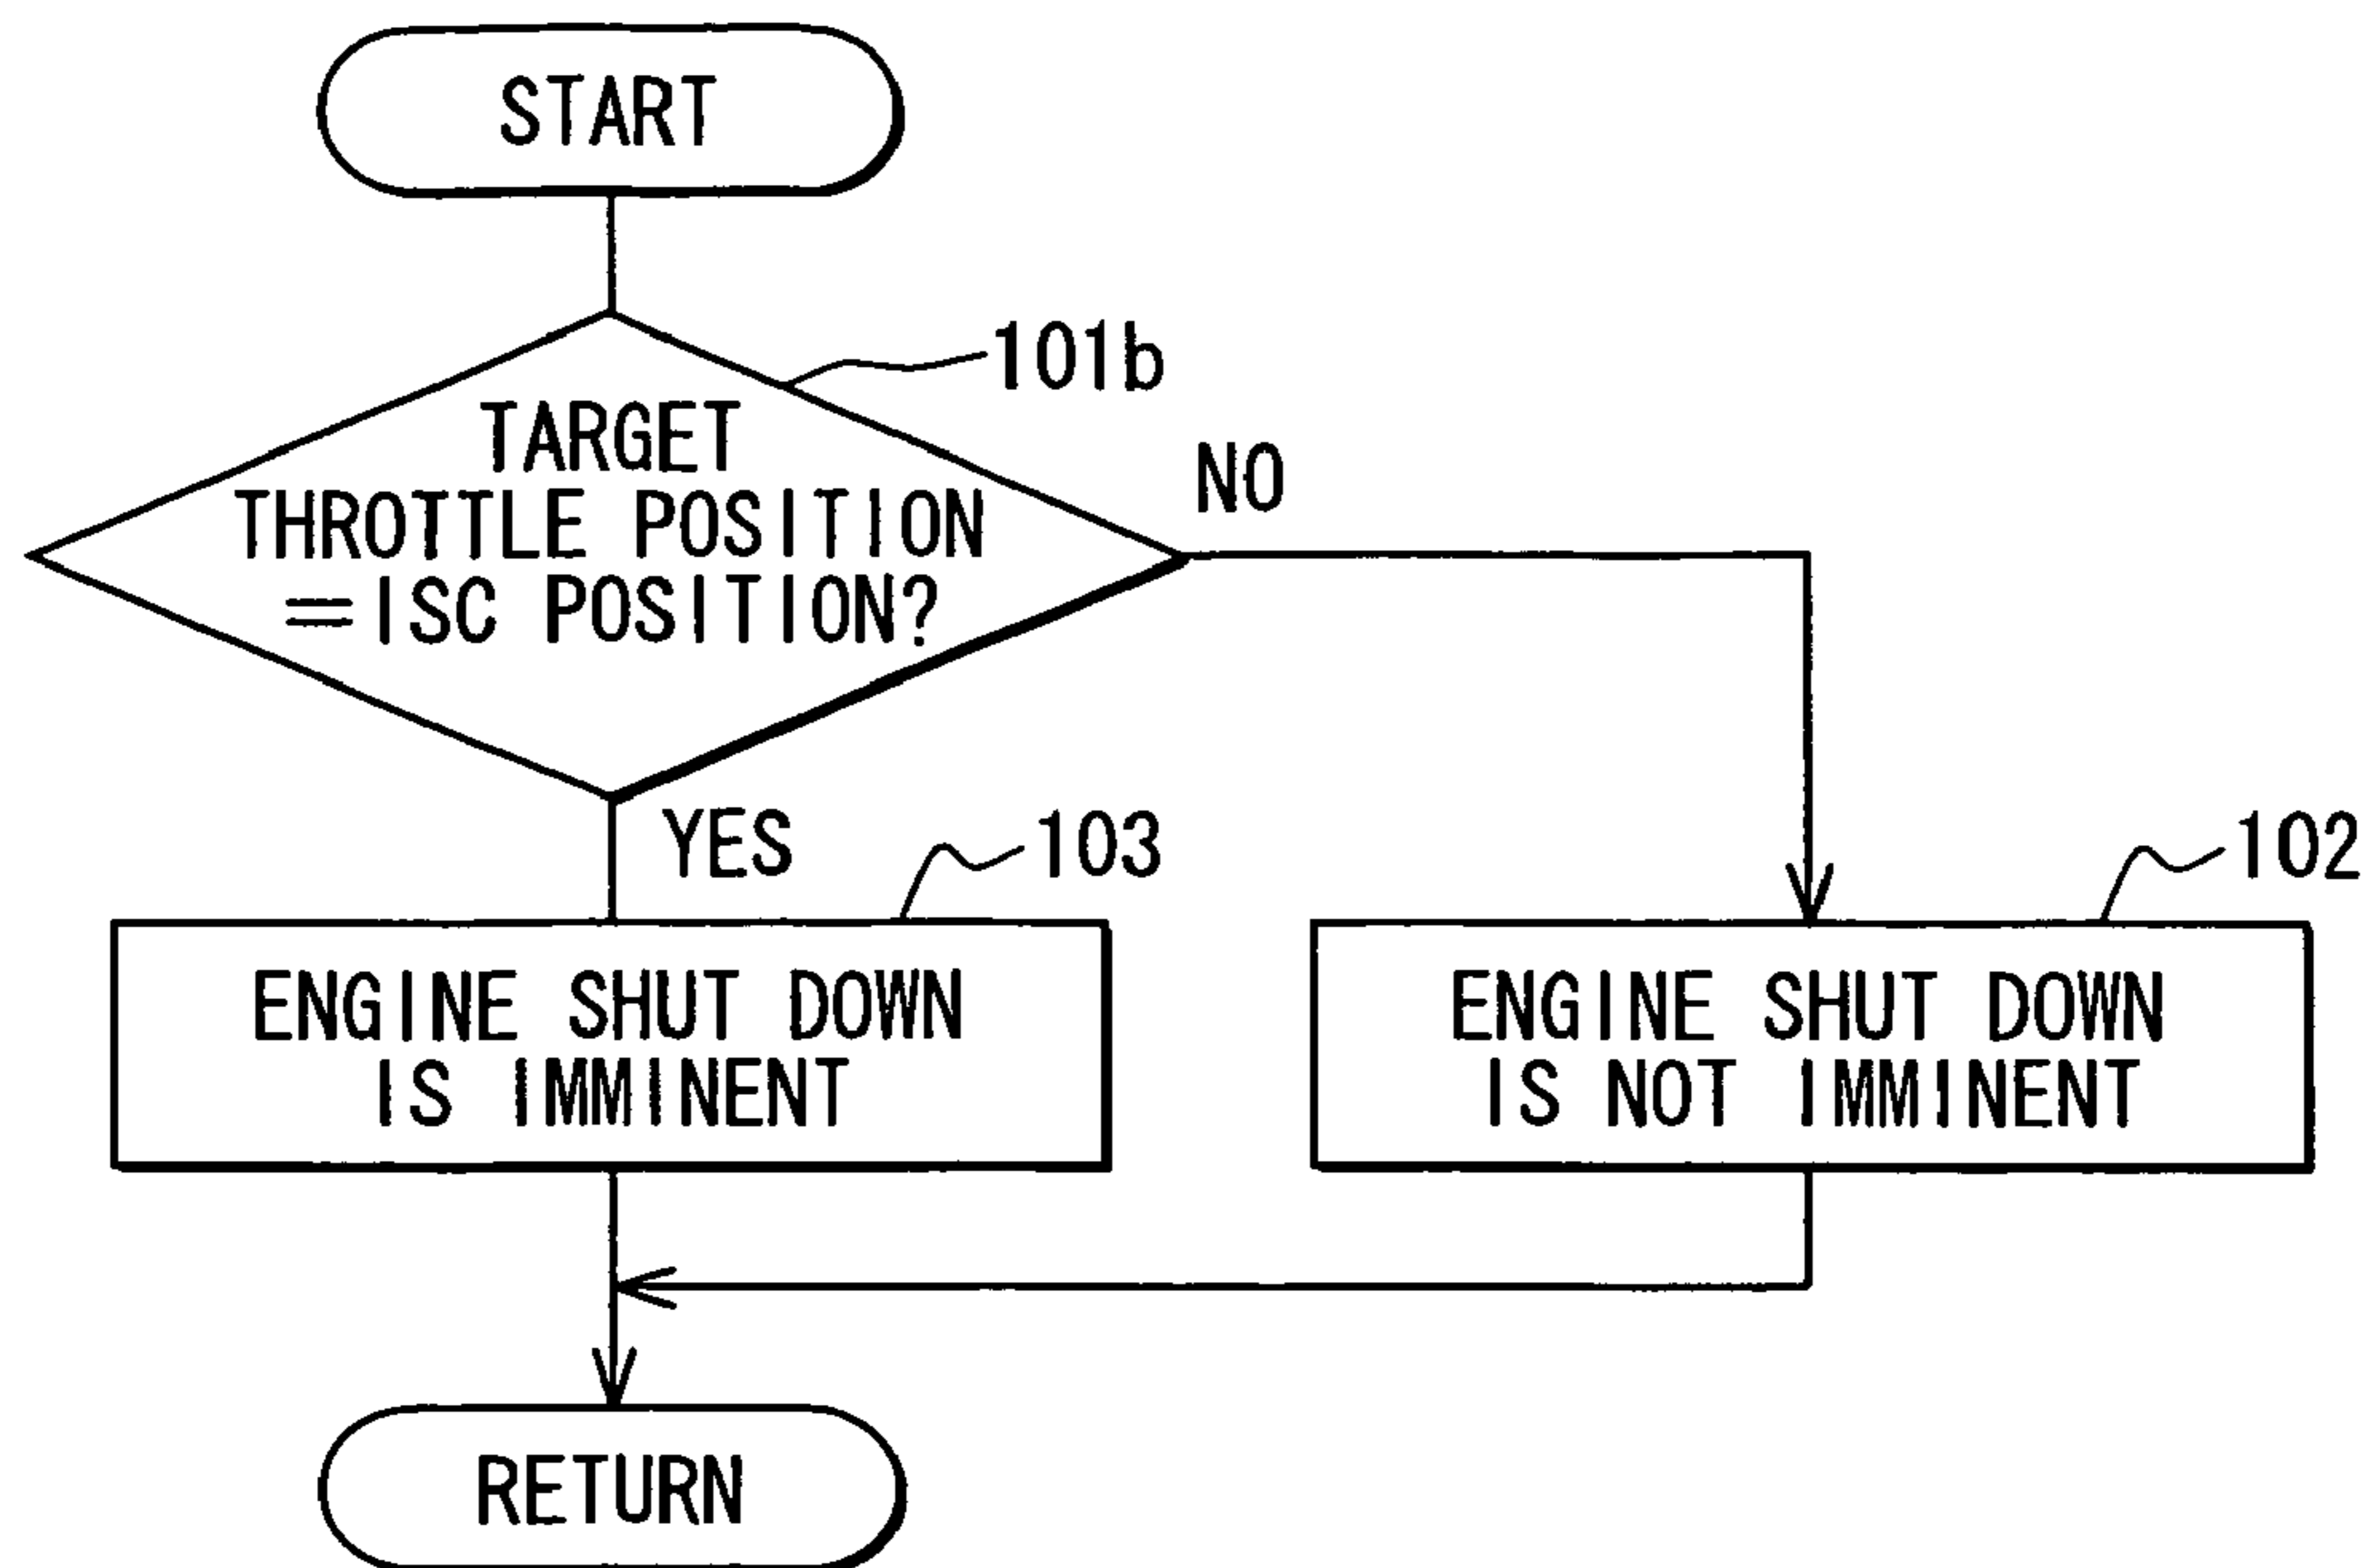 START
101b
TARGET
THROTTLE POSITION
=ISC POSITION?
NO
YES
103
102
ENGINE SHUT DOWN
IS IMMINENT
ENGINE SHUT DOWN
IS NOT IMMINENT
RETURN